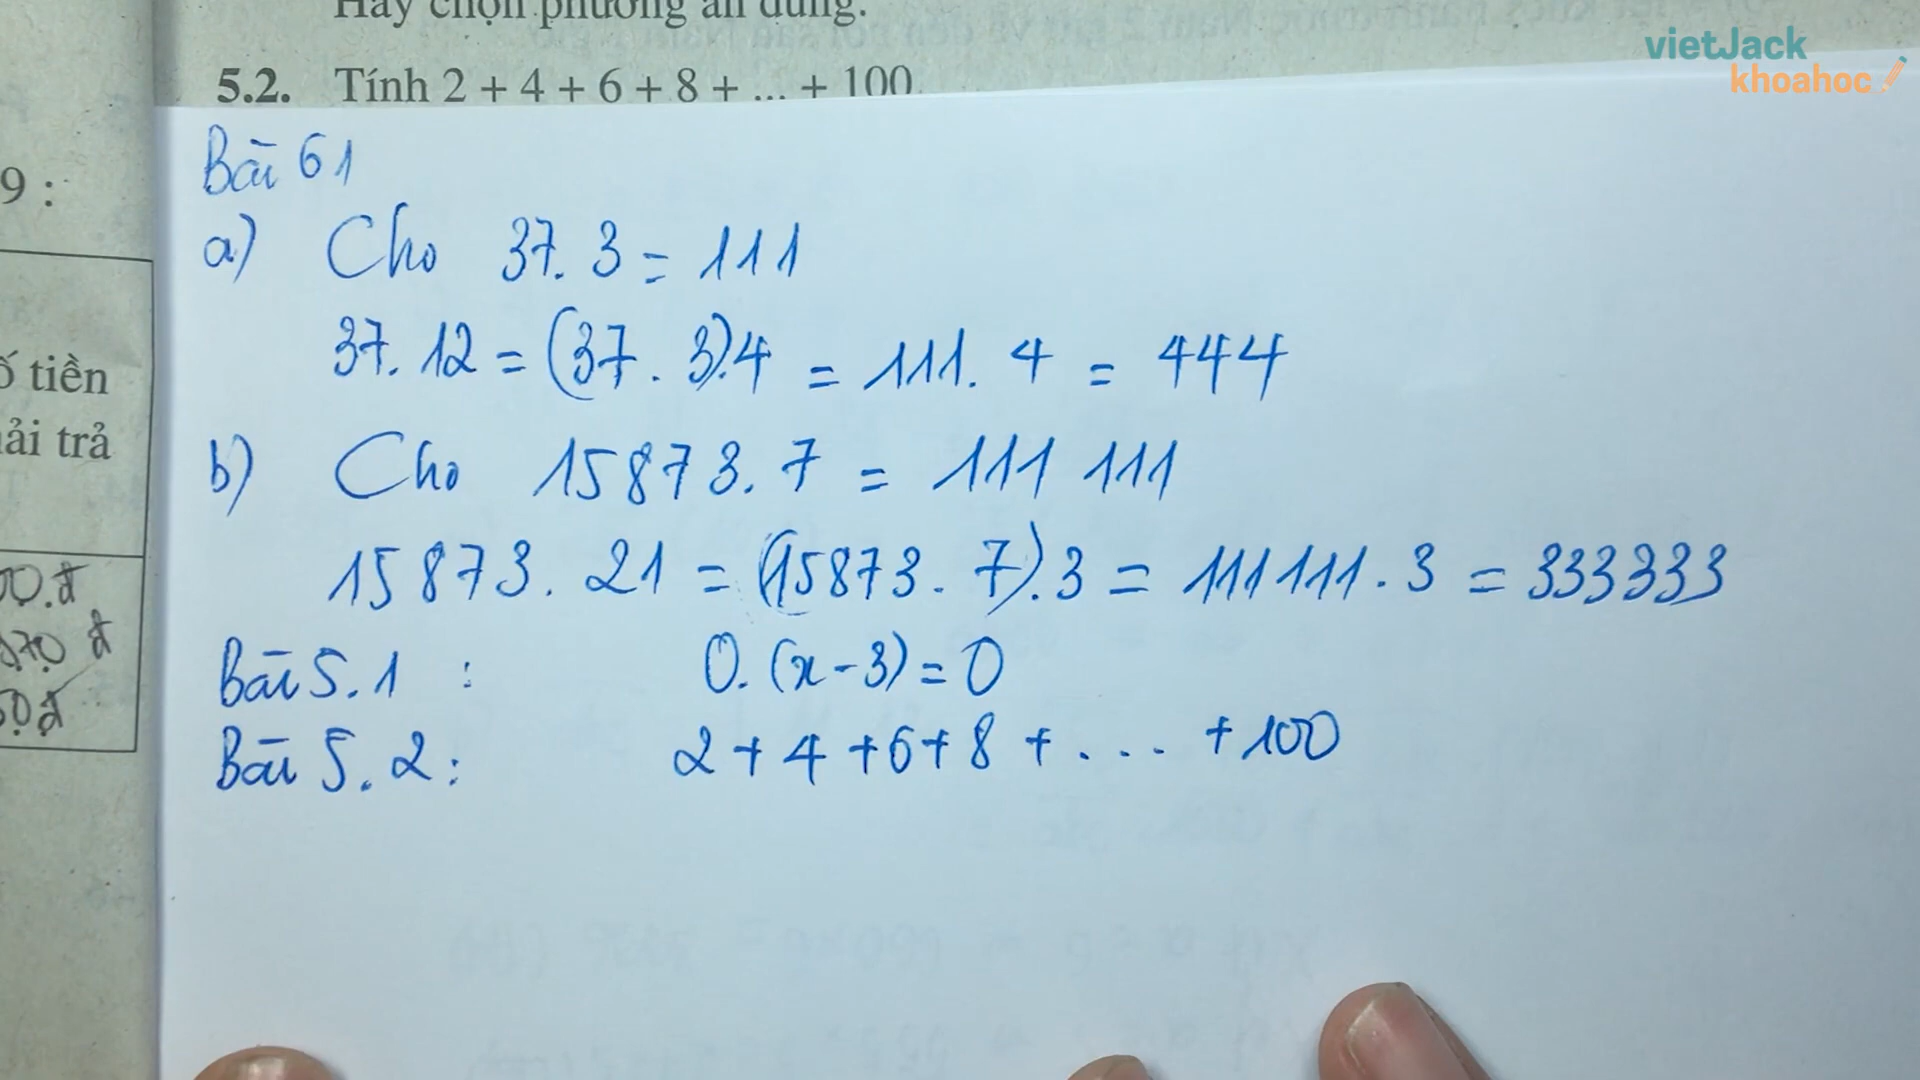 Hãy chọn phương án đúng.
vietJack
khoahoc
5.2. Tính 2 + 4 + 6 + 8 + ... + 100
Bài 61
9 :
a) Cho 37. 3 = 111
37. 12 = (37 . 3).4 = 111. 4 = 444
tiền
trả
b) Cho 15873. 7 = 111 111
15873. 21 = (15873. 7).3 = 111111. 3 = 333333
Bài 5.1 : 0.(x-3) = 0
Bài 5.2: 2+4+6+8+.... +100